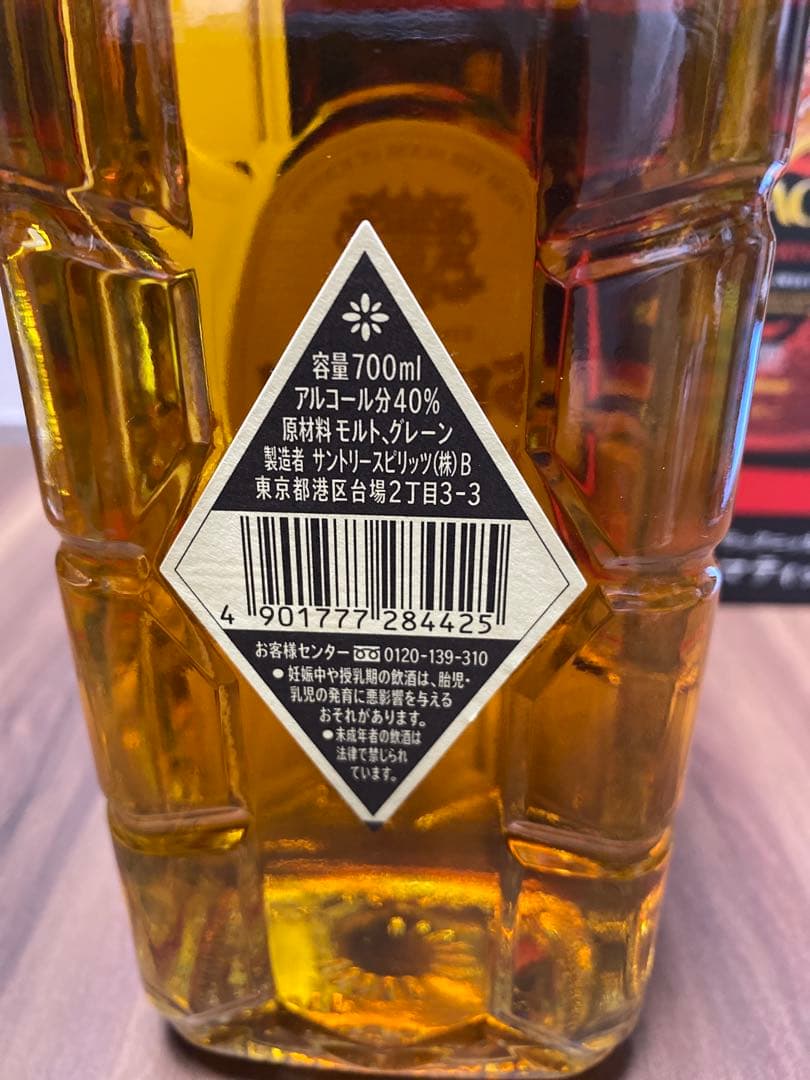 容量700ml
アルコール分40%
原材料 モルト、グレーン
製造者 サントリースピリッツ(株) B
東京都港区台場2丁目3-3
4 901777 284425
お客様センター 0120-139-310
●妊娠中や授乳期の飲酒は、胎児・
乳児の発育に悪影響を与える
おそれがあります。
●未成年者の飲酒は
法律で禁じられ
ています。